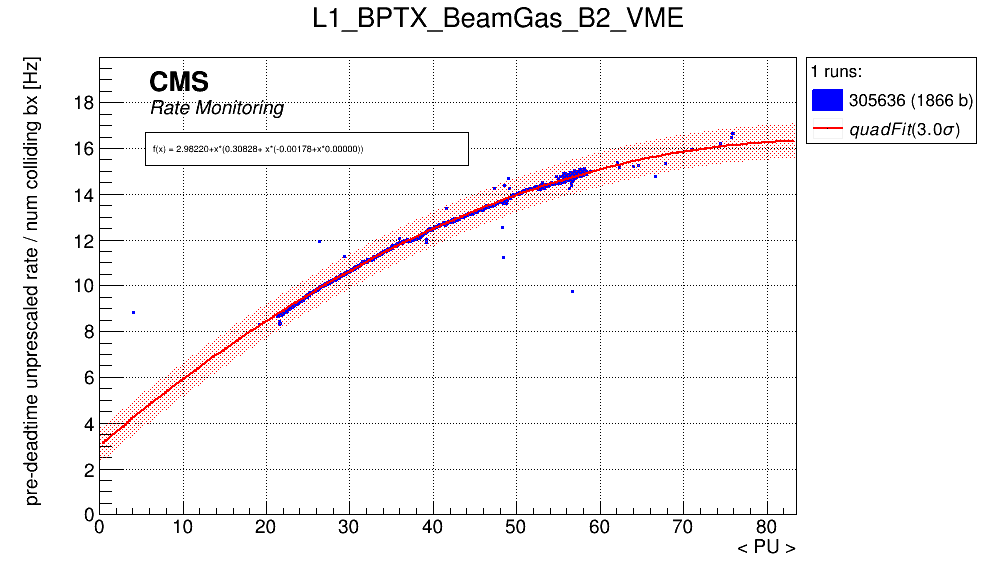 L1_BPTX_BeamGas_B2_VME
pre-deadtime unprescaled rate / num colliding bx [Hz]
CMS
Rate Monitoring
f(x) = 2.98220+x*(0.30828+ x*(-0.00178+x*0.00000))
18
16
14
12
10
8
6
4
2
0
0 10 20 30 40 50 60 70 80
< PU >
1 runs:
305636 (1866 b)
quadFit(3.0σ)